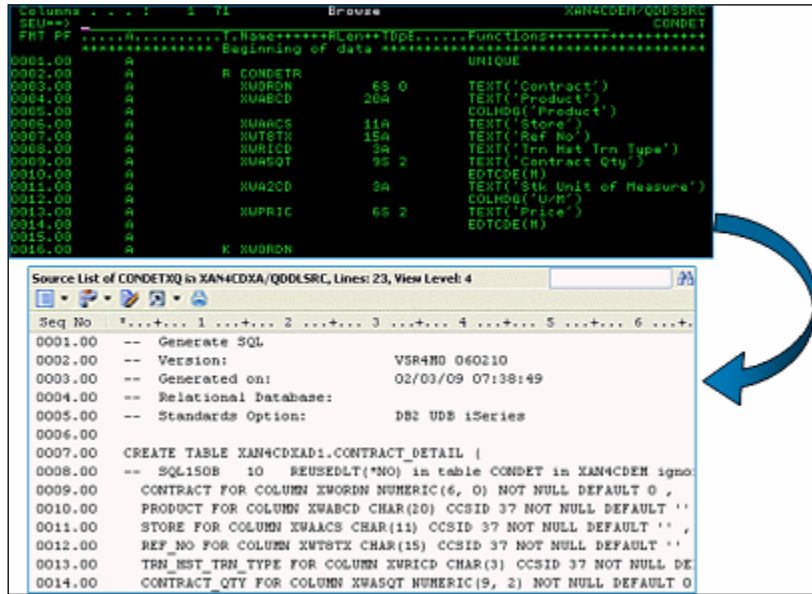 Columns . . . :    1  71            Browse                    XAN4CDEM/QDDSSRC
SEU==>                                                                  CONDET
FMT PF .....A..........T.Name++++++RLen++TDpB......Functions++++++++++++++++++
       *************** Beginning of data *************************************
0001.00     A                                      UNIQUE
0002.00     A          R CONDETR
0003.00     A            XWORDN         6S 0       TEXT('Contract')
0004.00     A            XWABCD        20A         TEXT('Product')
0005.00     A                                      COLHDG('Product')
0006.00     A            XWAACS        11A         TEXT('Store')
0007.00     A            XWT8TX        15A         TEXT('Ref No')
0008.00     A            XWRICD         3A         TEXT('Trn Hst Trn Type')
0009.00     A            XWASQT         9S 2       TEXT('Contract Qty')
0010.00     A                                      EDTCDE(M)
0011.00     A            XWA2CD         3A         TEXT('Stk Unit of Measure')
0012.00     A                                      COLHDG('U/M')
0013.00     A            XWPRIC         6S 2       TEXT('Price')
0014.00     A                                      EDTCDE(M)
0015.00     A
0016.00     A          K XWORDN
Source List of CONDETXQ in XAN4CDXA/QDDLSRC, Lines: 23, View Level: 4
Seq No  *...+... 1 ...+... 2 ...+... 3 ...+... 4 ...+... 5 ...+... 6 ...+.
0001.00  --  Generate SQL
0002.00  --  Version:                   V5R4M0 060210
0003.00  --  Generated on:              02/03/09 07:38:49
0004.00  --  Relational Database:
0005.00  --  Standards Option:          DB2 UDB iSeries
0006.00
0007.00  CREATE TABLE XAN4CDXAD1.CONTRACT_DETAIL (
0008.00  --  SQL150B   10   REUSEDLT(*NO) in table CONDET in XAN4CDEM igno
0009.00    CONTRACT FOR COLUMN XWORDN NUMERIC(6, 0) NOT NULL DEFAULT 0 ,
0010.00    PRODUCT FOR COLUMN XWABCD CHAR(20) CCSID 37 NOT NULL DEFAULT ''
0011.00    STORE FOR COLUMN XWAACS CHAR(11) CCSID 37 NOT NULL DEFAULT '' ,
0012.00    REF_NO FOR COLUMN XWT8TX CHAR(15) CCSID 37 NOT NULL DEFAULT ''
0013.00    TRN_HST_TRN_TYPE FOR COLUMN XWRICD CHAR(3) CCSID 37 NOT NULL DE
0014.00    CONTRACT_QTY FOR COLUMN XWASQT NUMERIC(9, 2) NOT NULL DEFAULT 0